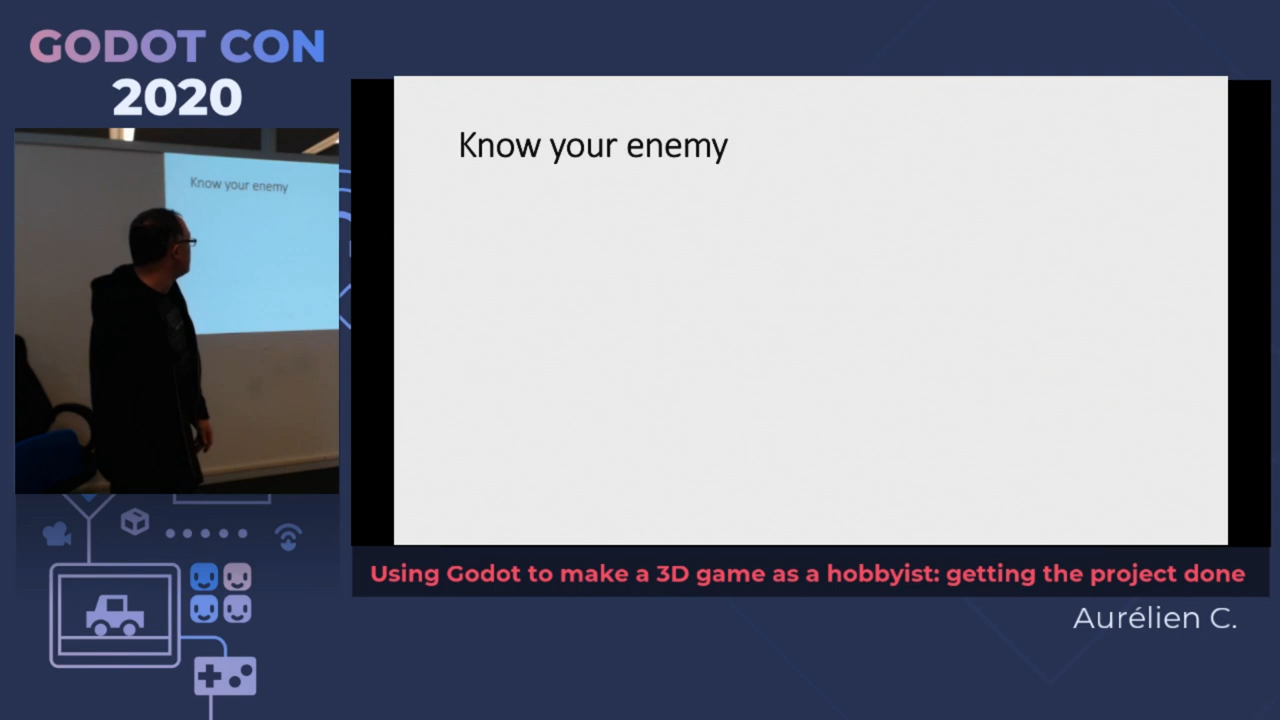 GODOT CON
2020
Know your enemy
Know your enemy
Using Godot to make a 3D game as a hobbyist: getting the project done
Aurélien C.